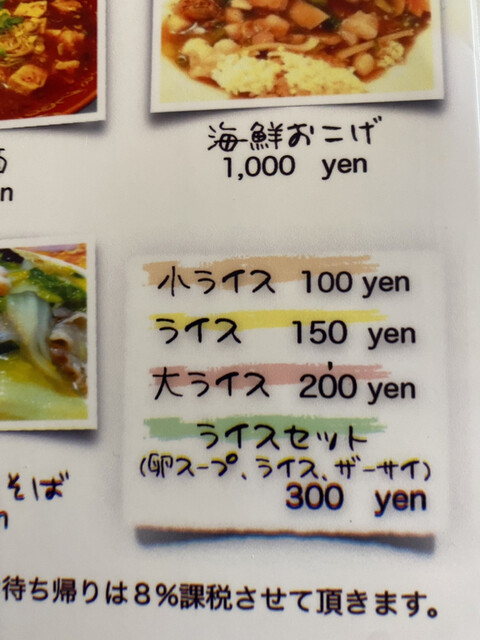 海鮮おこげ
1,000 yen
小ライス 100 yen
ライス 150 yen
大ライス 200 yen
ライスセット
(卵スープ、ライス、ザーサイ)
300 yen
そば
待ち帰りは8%課税させて頂きます。